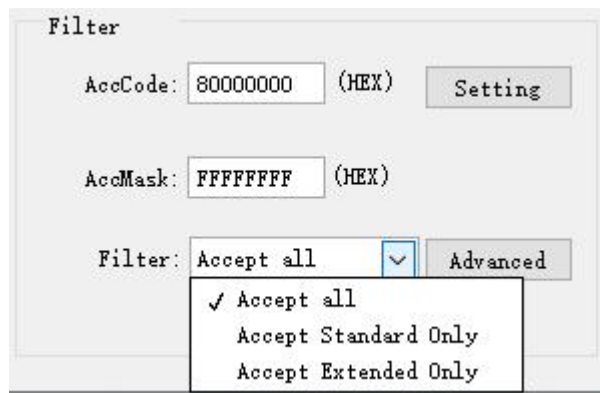 Filter
AccCode: 80000000 (HEX) Setting
AccMask: FFFFFFFF (HEX)
Filter: Accept all Advanced
✓ Accept all
Accept Standard Only
Accept Extended Only